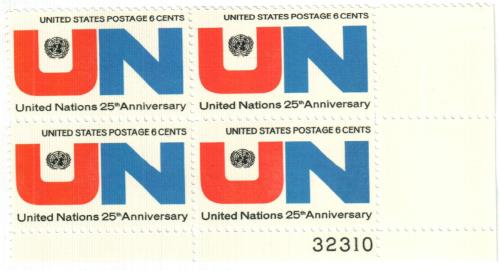 UNITED STATES POSTAGE 6 CENTS UNITED STATES POSTAGE 6 CENTS
UN UN
United Nations 25th Anniversary United Nations 25th Anniversary
UNITED STATES POSTAGE 6 CENTS UNITED STATES POSTAGE 6 CENTS
UN UN
United Nations 25th Anniversary United Nations 25th Anniversary
32310